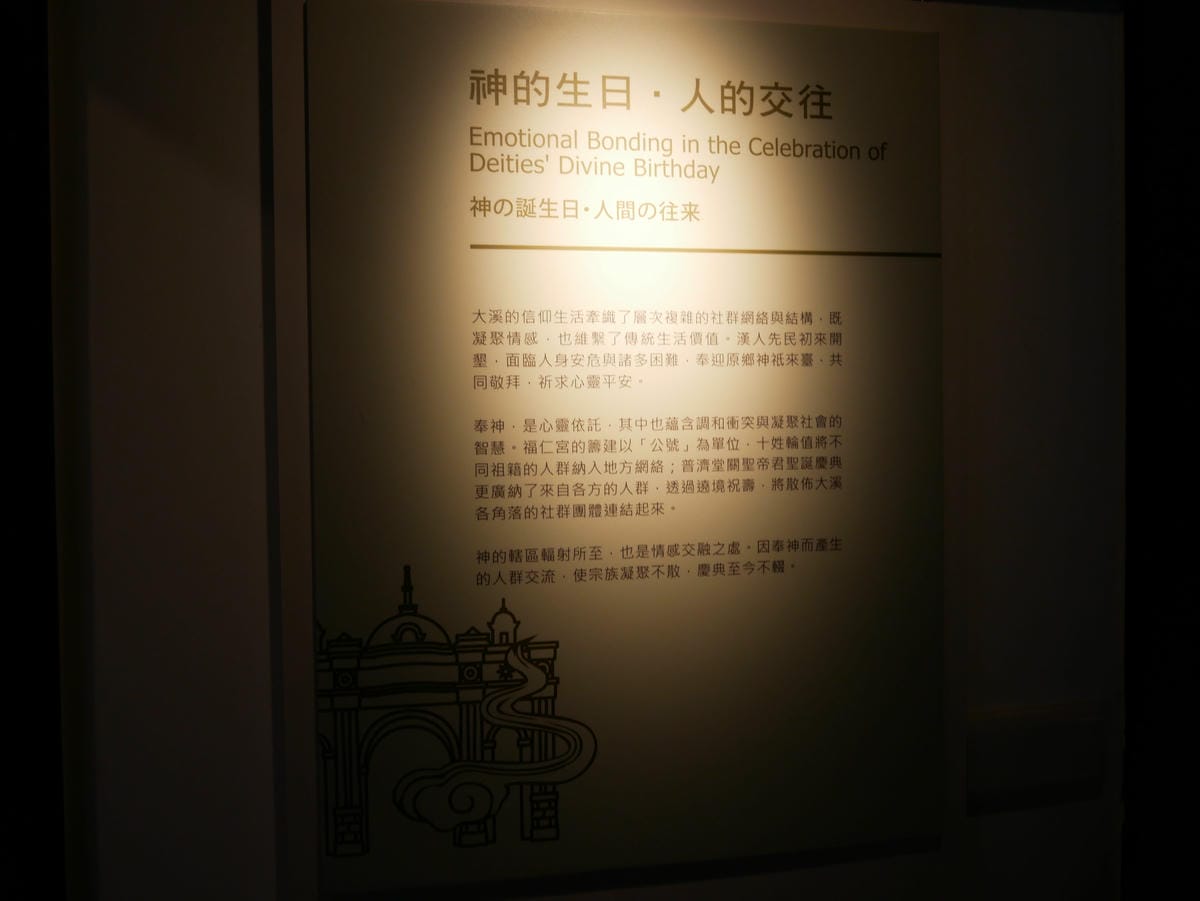 神的生日·人的交往
Emotional Bonding in the Celebration of
Deities' Divine Birthday
神の誕生日·人間の往来
大溪的信仰生活牽織了層次複雜的社群網絡與結構，既
凝聚情感，也維繫了傳統生活價值。漢人先民初來開
墾，面臨人身安危與諸多困難，奉迎原鄉神祇來臺、共
同敬拜，祈求心靈平安。
奉神，是心靈依託，其中也蘊含調和衝突與凝聚社會的
智慧。福仁宮的籌建以「公號」為單位，十姓輪值將不
同祖籍的人群納入地方網絡；普濟堂關聖帝君聖誕慶典
更廣納了來自各方的人群，透過遶境祝壽，將散佈大溪
各角落的社群團體連結起來。
神的轄區輻射所至，也是情感交融之處。因奉神而產生
的人群交流，使宗族凝聚不散，慶典至今不輟。